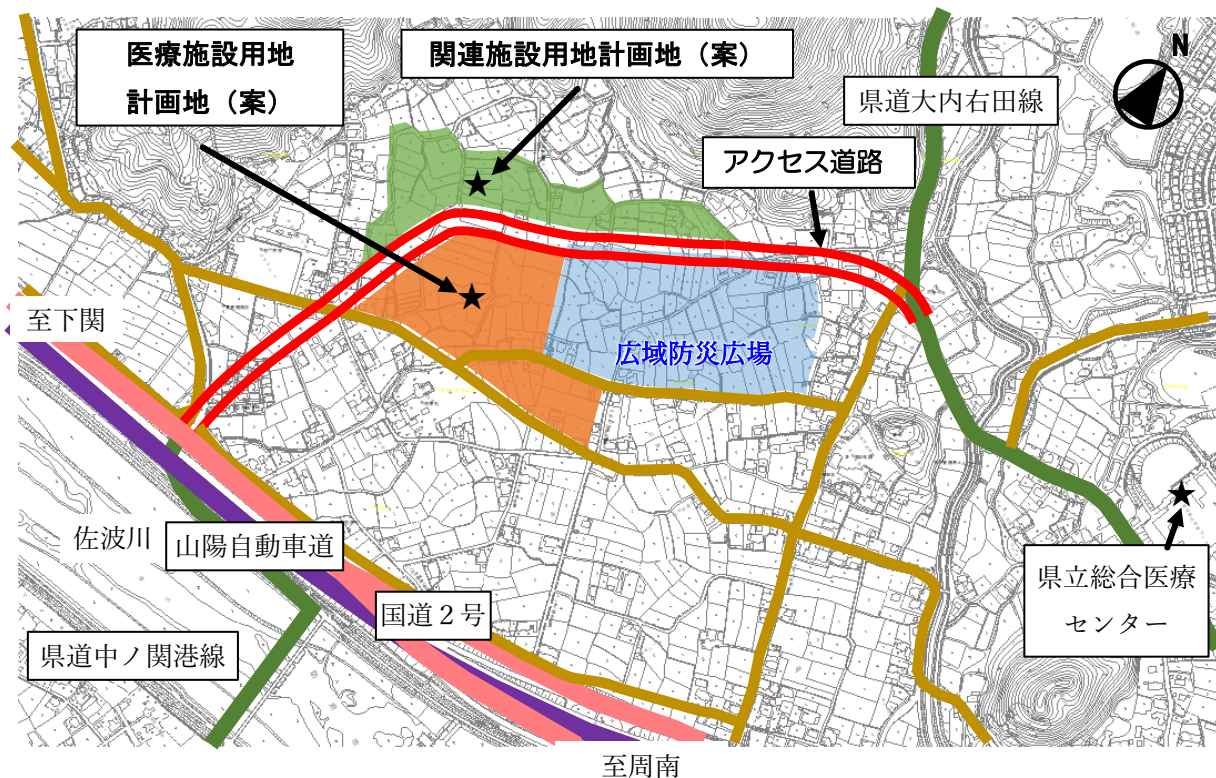 医療施設用地
計画地（案）
関連施設用地計画地（案）
N
県道大内右田線
アクセス道路
至下関
広域防災広場
佐波川
山陽自動車道
国道２号
県道中ノ関港線
県立総合医療
センター
至周南